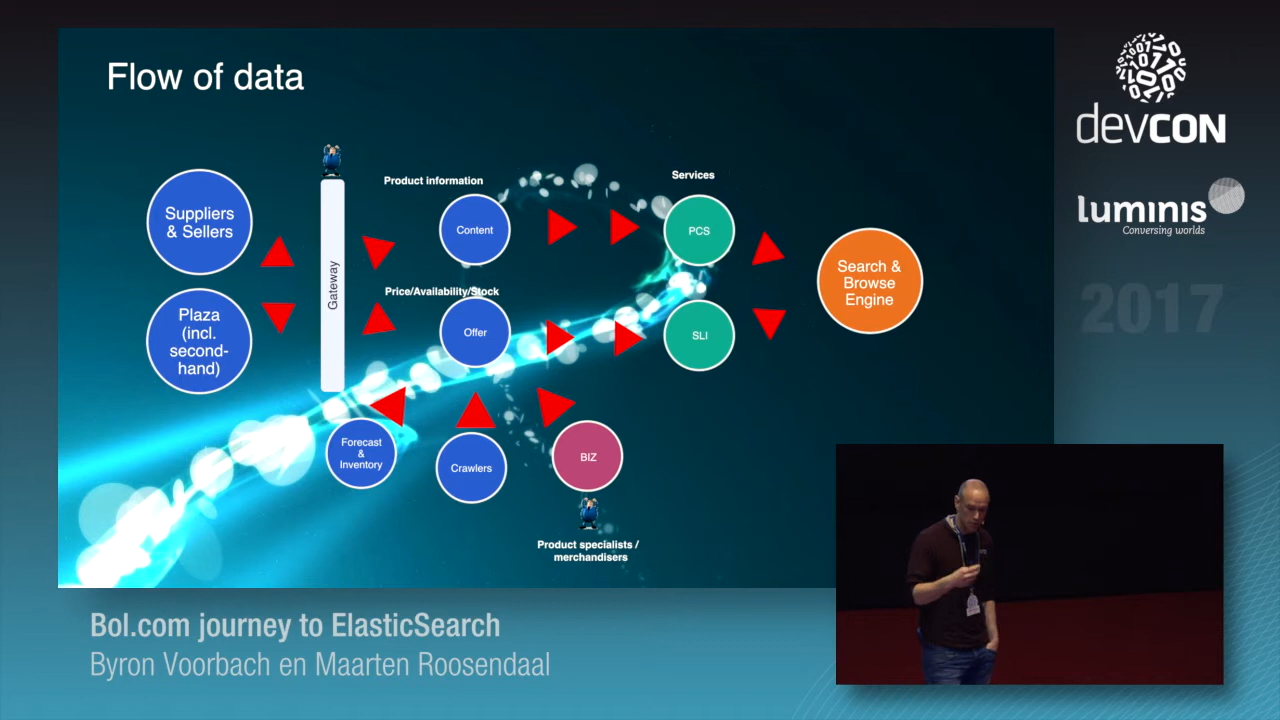 Flow of data
Suppliers
& Sellers
Plaza
(incl.
second-
hand)
Gateway
Product information
Content
Price/Availability/Stock
Offer
Forecast
&
Inventory
Crawlers
BIZ
Product specialists /
merchandisers
Services
PCS
SLI
Search &
Browse
Engine
devCON
luminis
Conversing worlds
2017
Bol.com journey to ElasticSearch
Byron Voorbach en Maarten Roosendaal